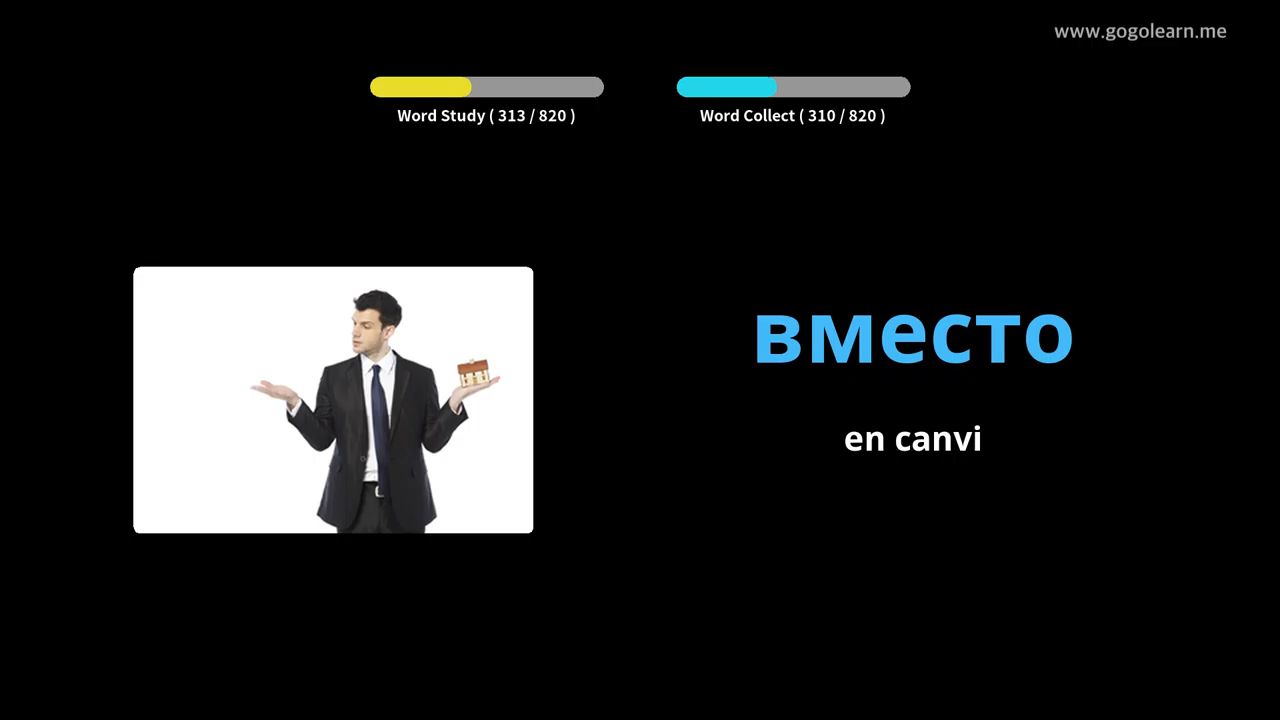 www.gogolearn.me
Word Study ( 313 / 820 )
Word Collect ( 310 / 820 )
вместо
en canvi